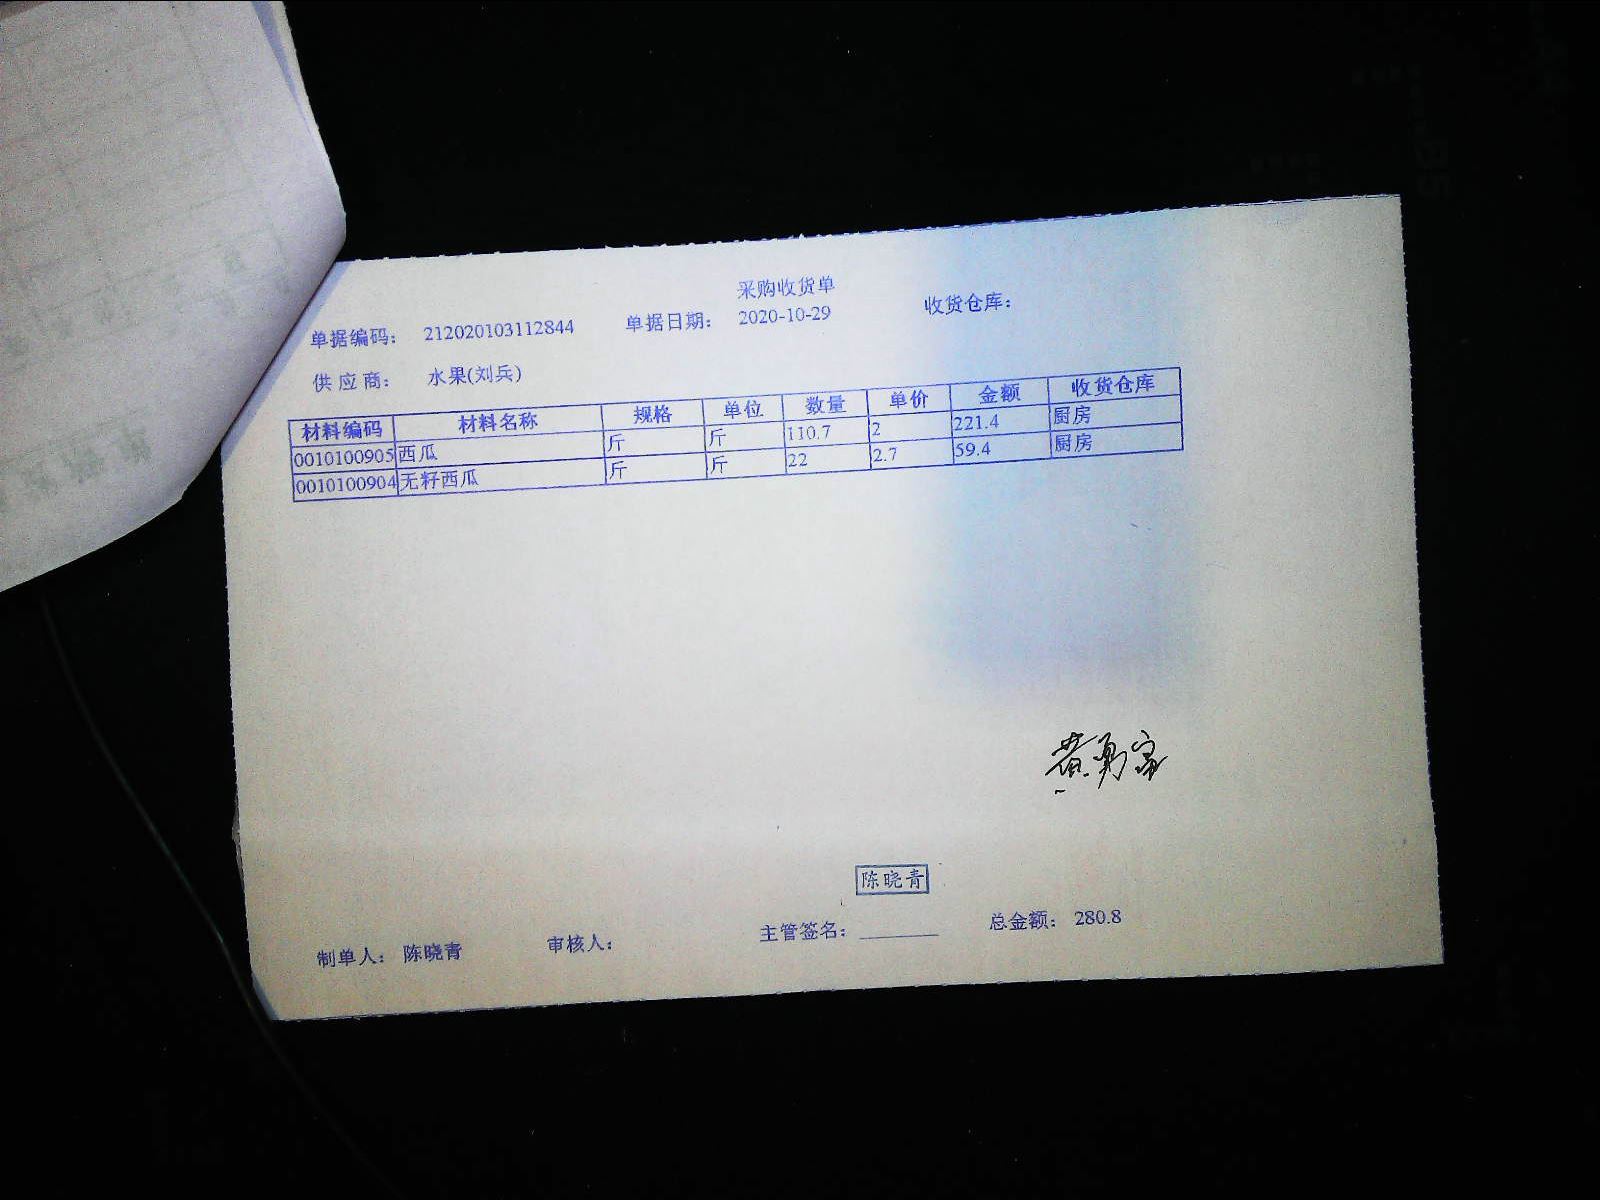 采购收货单
单据编码： 212020103112844 单据日期： 2020-10-29 收货仓库：
供 应 商： 水果(刘兵)
材料编码 材料名称 规格 单位 数量 单价 金额 收货仓库
0010100905 西瓜 斤 斤 110.7 2 221.4 厨房
0010100904 无籽西瓜 斤 斤 22 2.7 59.4 厨房
陈晓青
制单人： 陈晓青 审核人： 主管签名： 总金额： 280.8